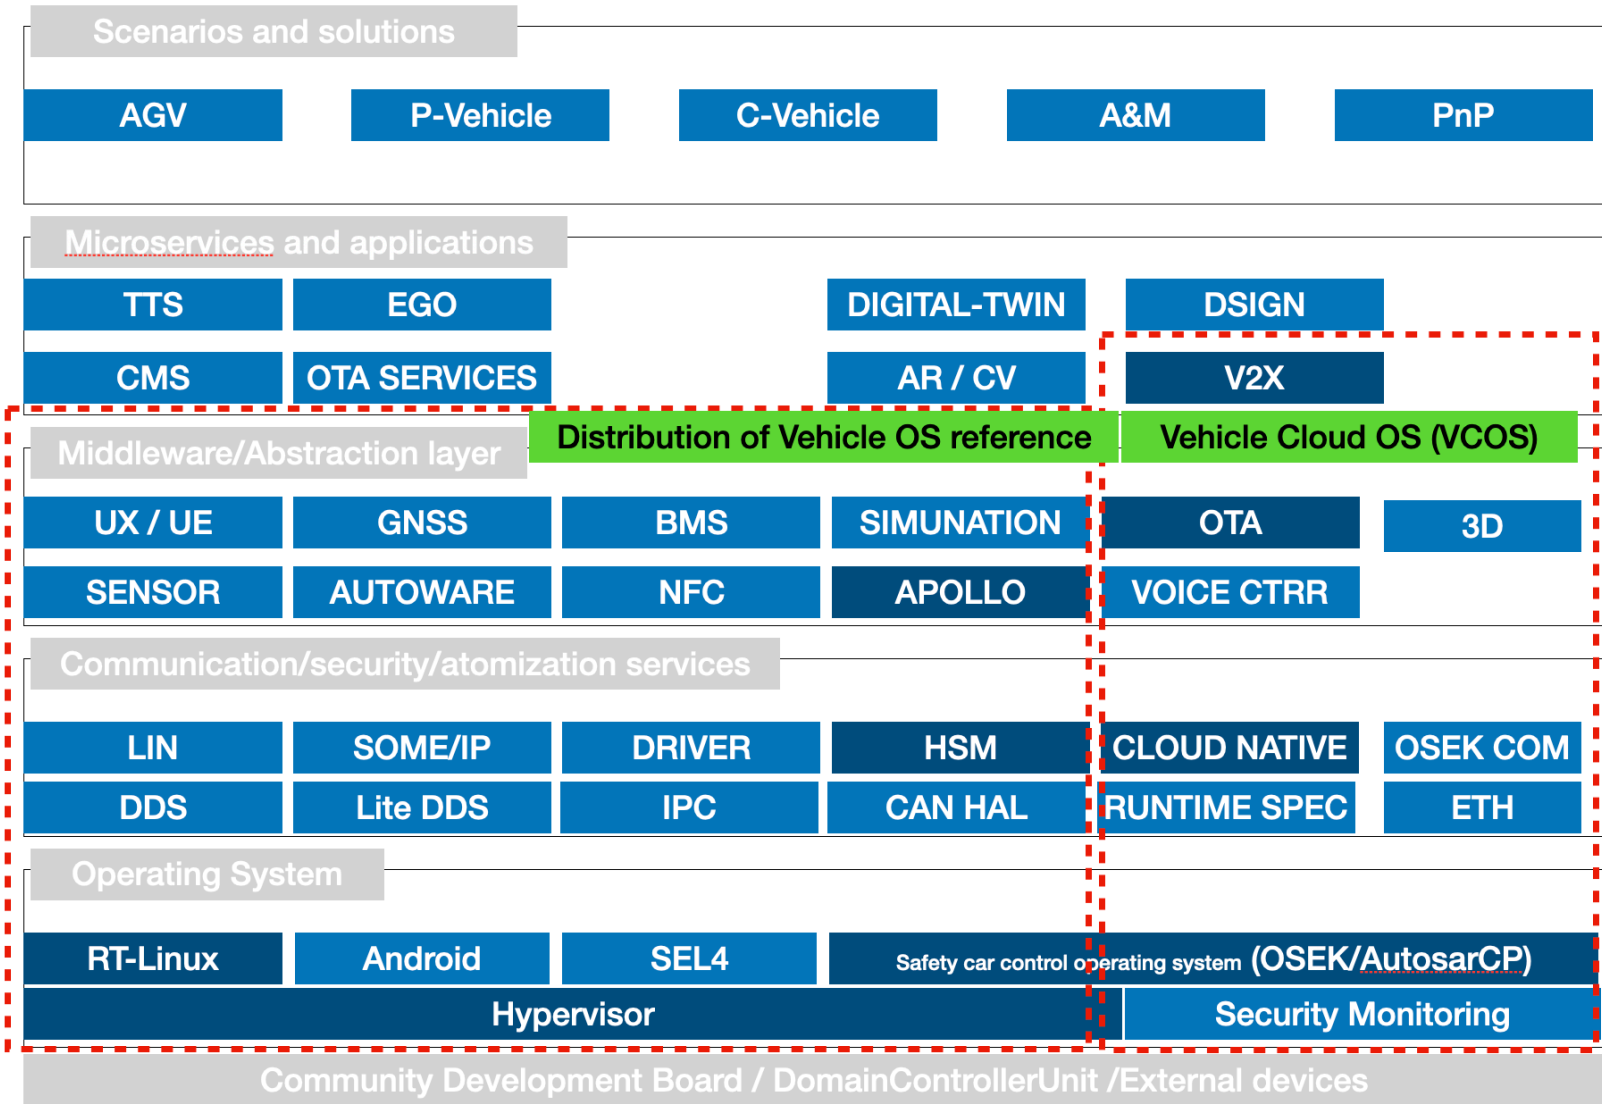 Scenarios and solutions
AGV
P-Vehicle
C-Vehicle
A&M
PnP
Microservices and applications
TTS
EGO
DIGITAL-TWIN
DSIGN
CMS
OTA SERVICES
AR / CV
V2X
Distribution of Vehicle OS reference
Vehicle Cloud OS (VCOS)
Middleware/Abstraction layer
UX / UE
GNSS
BMS
SIMUNATION
OTA
3D
SENSOR
AUTOWARE
NFC
APOLLO
VOICE CTRR
Communication/security/atomization services
LIN
SOME/IP
DRIVER
HSM
CLOUD NATIVE
OSEK COM
DDS
Lite DDS
IPC
CAN HAL
RUNTIME SPEC
ETH
Operating System
RT-Linux
Android
SEL4
Safety car control operating system (OSEK/AutosarCP)
Hypervisor
Security Monitoring
Community Development Board / DomainControllerUnit /External devices